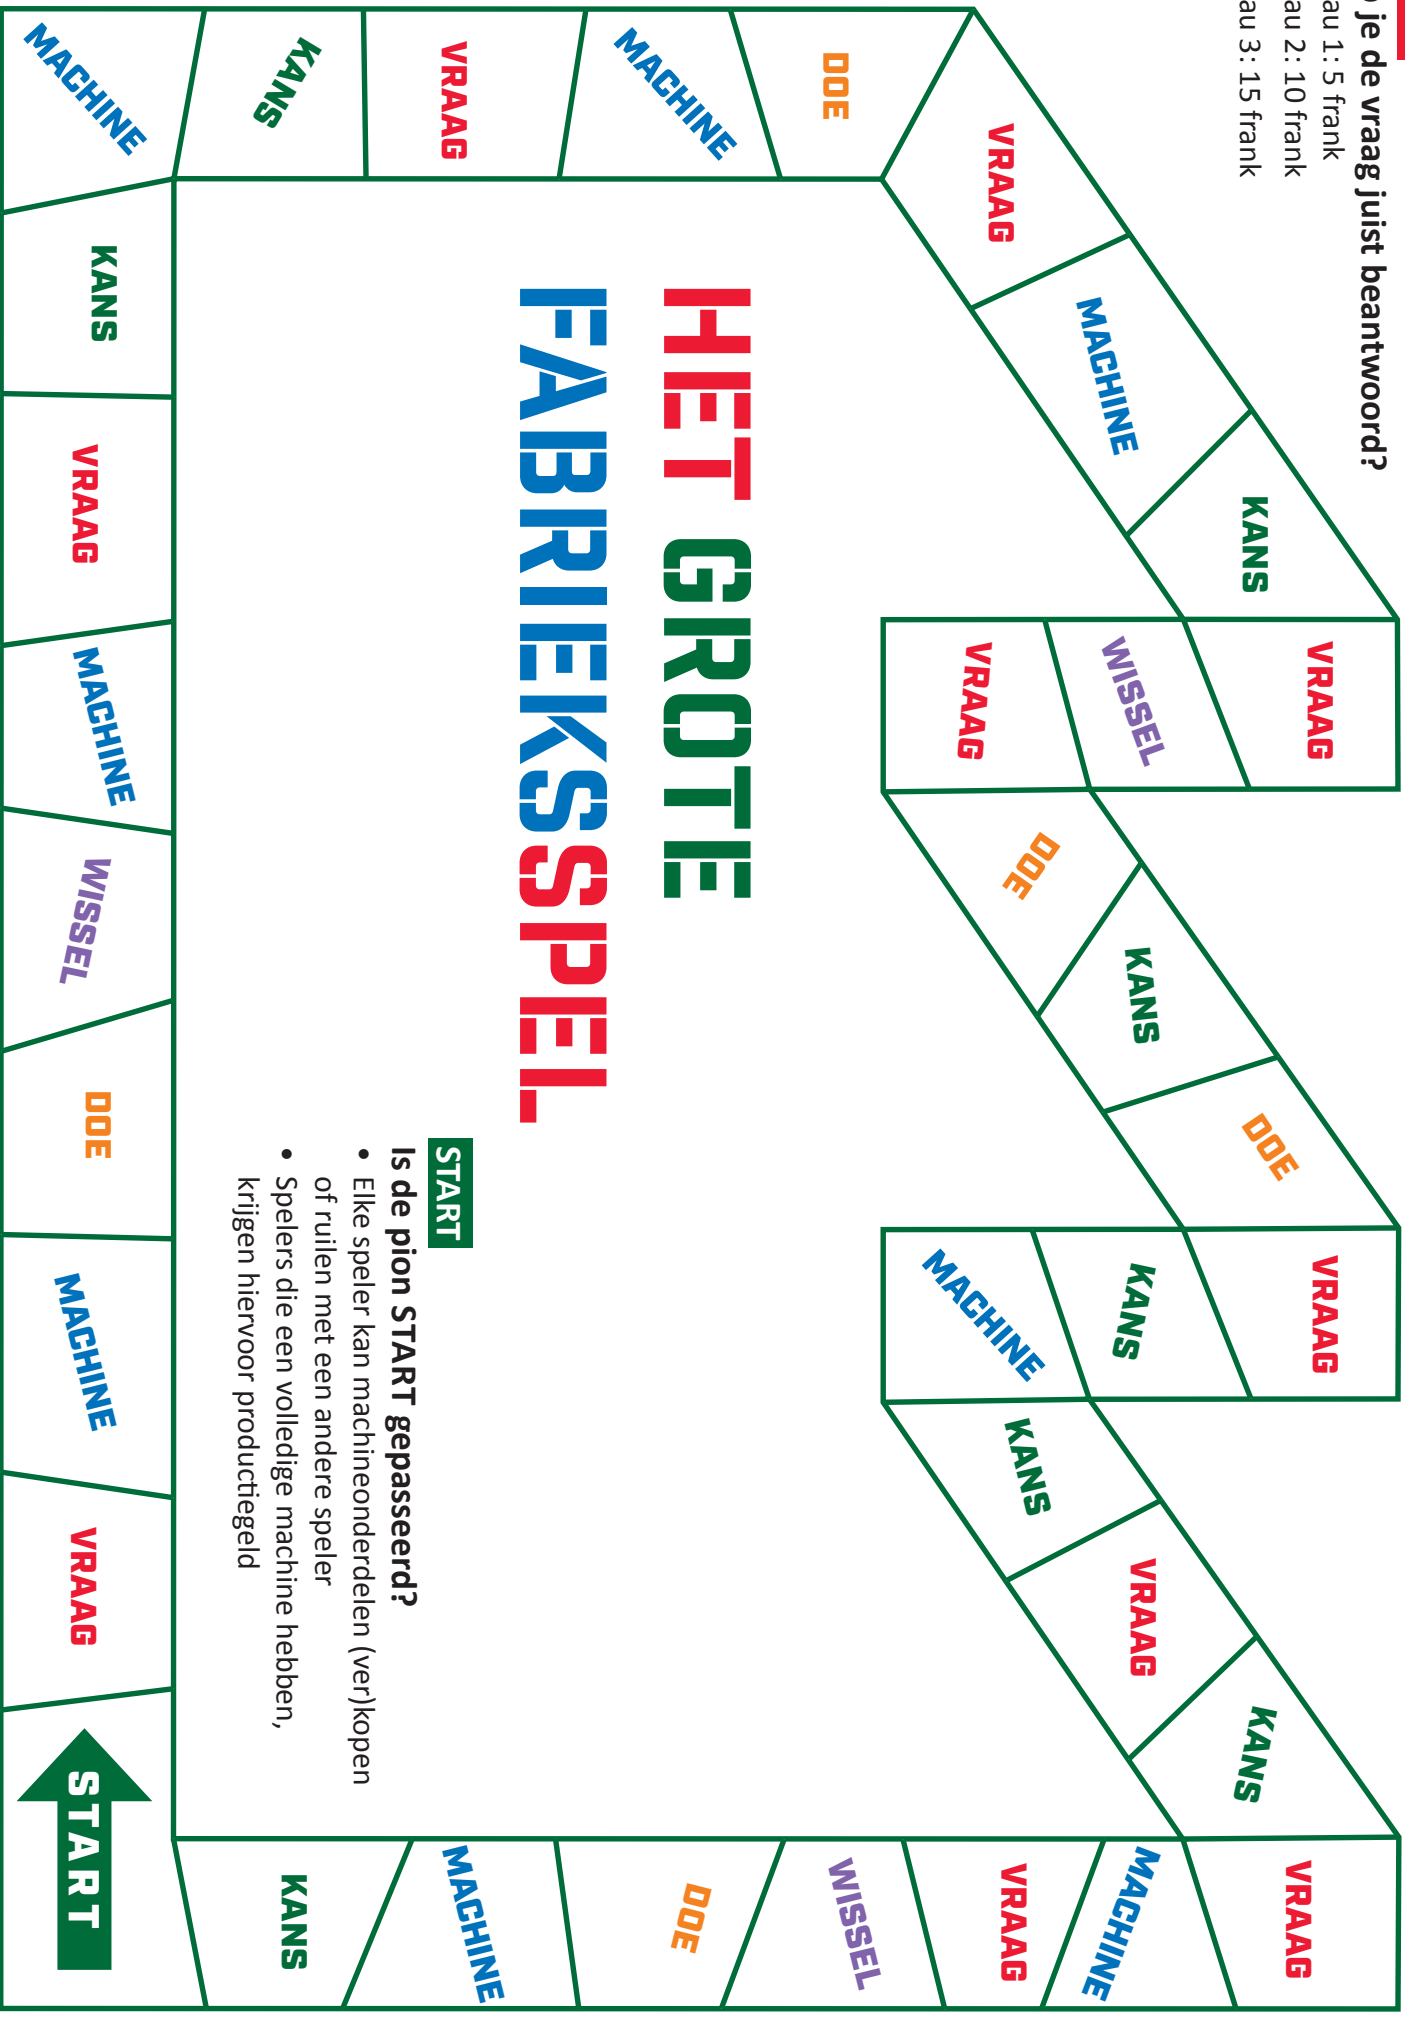 je de vraag juist beantwoord?
1: 5 frank
2: 10 frank
3: 15 frank
HET GROTE
FABRIEKSSPEL
START
Is de pion START gepasseerd?
• Elke speler kan machineonderdelen (ver)kopen
of ruilen met een andere speler
• Spelers die een volledige machine hebben,
krijgen hiervoor productiegeld
START
VRAAG
MACHINE
DOE
WISSEL
MACHINE
VRAAG
KANS
MACHINE
KANS
VRAAG
MACHINE
DOE
VRAAG
MACHINE
KANS
VRAAG
WISSEL
VRAAG
DOE
KANS
DOE
VRAAG
KANS
MACHINE
KANS
VRAAG
KANS
VRAAG
MACHINE
VRAAG
WISSEL
DOE
MACHINE
KANS